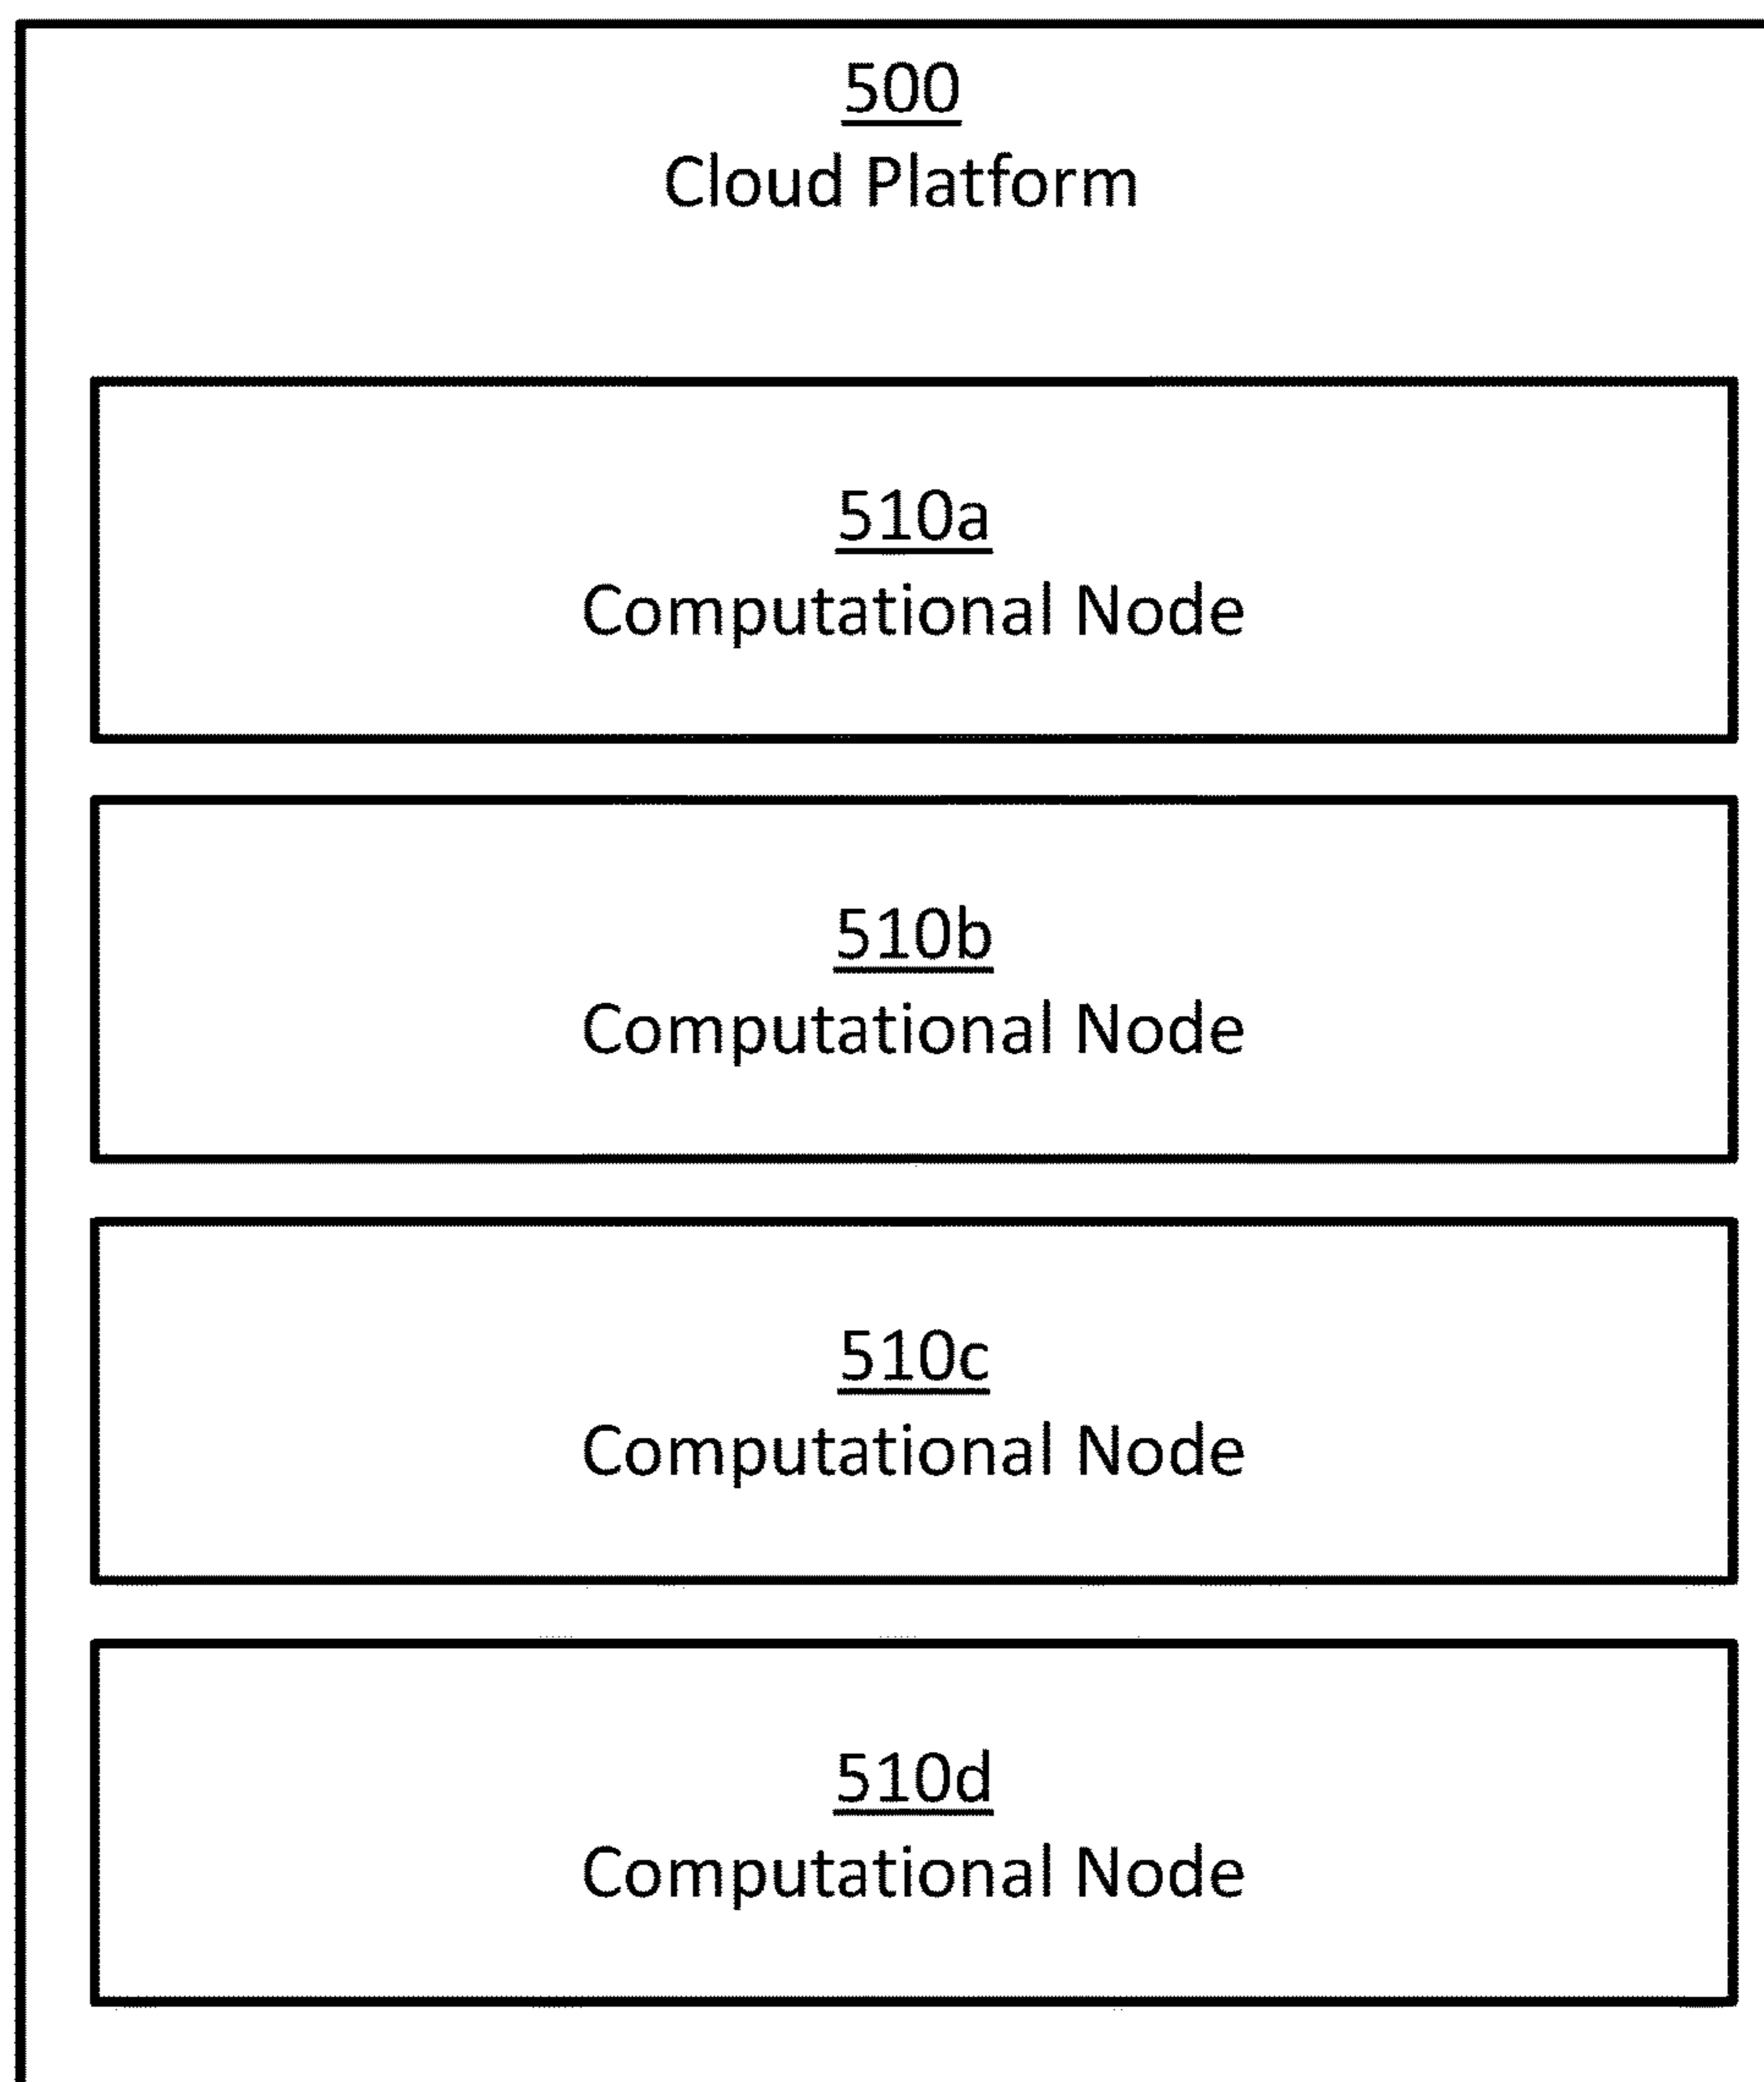 500
Cloud Platform
510a
Computational Node
510b
Computational Node
510c
Computational Node
510d
Computational Node